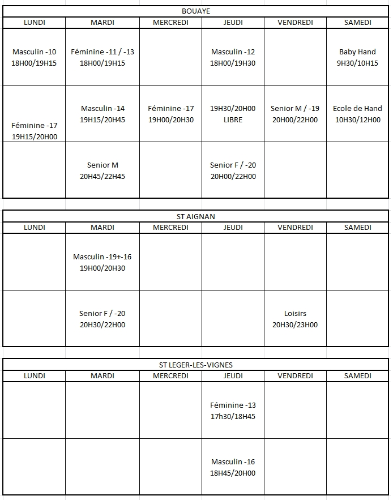 BOUAYE
LUNDI MARDI MERCREDI JEUDI VENDREDI SAMEDI
Masculin -10 Féminine -11 / -13 Masculin -12 Baby Hand
18H00/19H15 18H00/19H15 18H00/19H30 9H30/10H15
Masculin -14 Féminine -17 19H30/20H00 Senior M / -19 Ecole de Hand
19H15/20H45 19H00/20H30 LIBRE 20H00/22H00 10H30/12H00
Féminine -17
19H15/20H00
Senior M Senior F / -20
20H45/22H45 20H00/22H00
ST AIGNAN
LUNDI MARDI MERCREDI JEUDI VENDREDI SAMEDI
Masculin -19+-16
19H00/20H30
Senior F / -20 Loisirs
20H30/22H00 20H30/23H00
ST LEGER-LES-VIGNES
LUNDI MARDI MERCREDI JEUDI VENDREDI SAMEDI
Féminine -13
17h30/18H45
Masculin -16
18H45/20H00